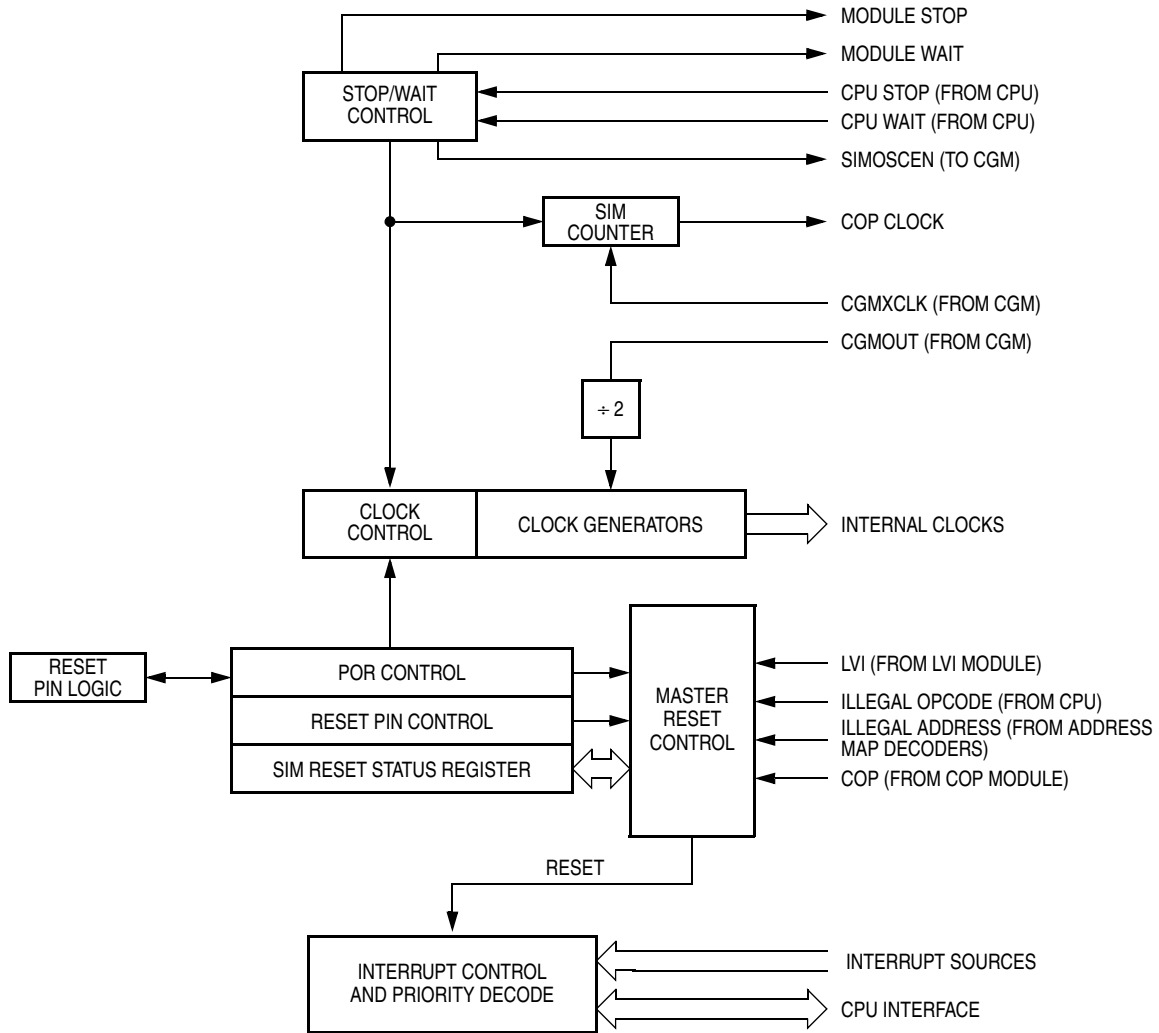 MODULE STOP
MODULE WAIT
STOP/WAIT
CONTROL
CPU STOP (FROM CPU)
CPU WAIT (FROM CPU)
SIMOSCEN (TO CGM)
SIM
COUNTER
COP CLOCK
CGMXCLK (FROM CGM)
CGMOUT (FROM CGM)
÷ 2
CLOCK
CONTROL
CLOCK GENERATORS
INTERNAL CLOCKS
RESET
PIN LOGIC
POR CONTROL
RESET PIN CONTROL
SIM RESET STATUS REGISTER
MASTER
RESET
CONTROL
LVI (FROM LVI MODULE)
ILLEGAL OPCODE (FROM CPU)
ILLEGAL ADDRESS (FROM ADDRESS
MAP DECODERS)
COP (FROM COP MODULE)
RESET
INTERRUPT CONTROL
AND PRIORITY DECODE
INTERRUPT SOURCES
CPU INTERFACE